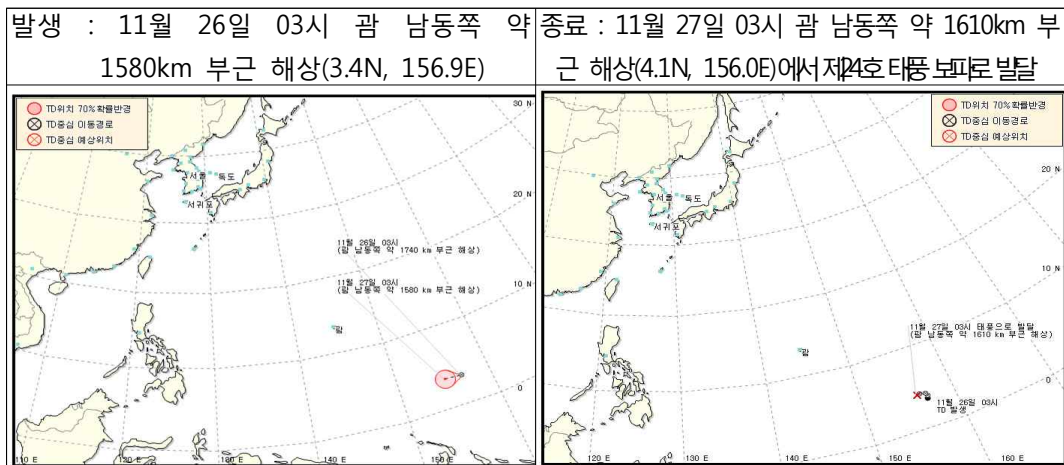 발생 : 11월 26일 03시 괌 남동쪽 약
1580km 부근 해상(3.4N, 156.9E)
종료 : 11월 27일 03시 괌 남동쪽 약 1610km 부
근 해상(4.1N, 156.0E)에서 제24호 태풍 보파로 발달
TD위치 70%확률반경
TD중심 이동경로
TD중심 예상위치
30 N
서울
독도
서귀포
20 N
11월 26일 03시
(괌 남동쪽 약 1740 km 부근 해상)
11월 27일 03시
(괌 남동쪽 약 1580 km 부근 해상)
10 N
괌
0
110 E
120 E
130 E
140 E
150 E
TD위치 70%확률반경
TD중심 이동경로
TD중심 예상위치
서울
독도
서귀포
20 N
10 N
11월 27일 03시 태풍으로 발달
(괌 남동쪽 약 1610 km 부근 해상)
괌
0
11월 26일 03시
TD 발생
120 E
130 E
140 E
150 E
160 E